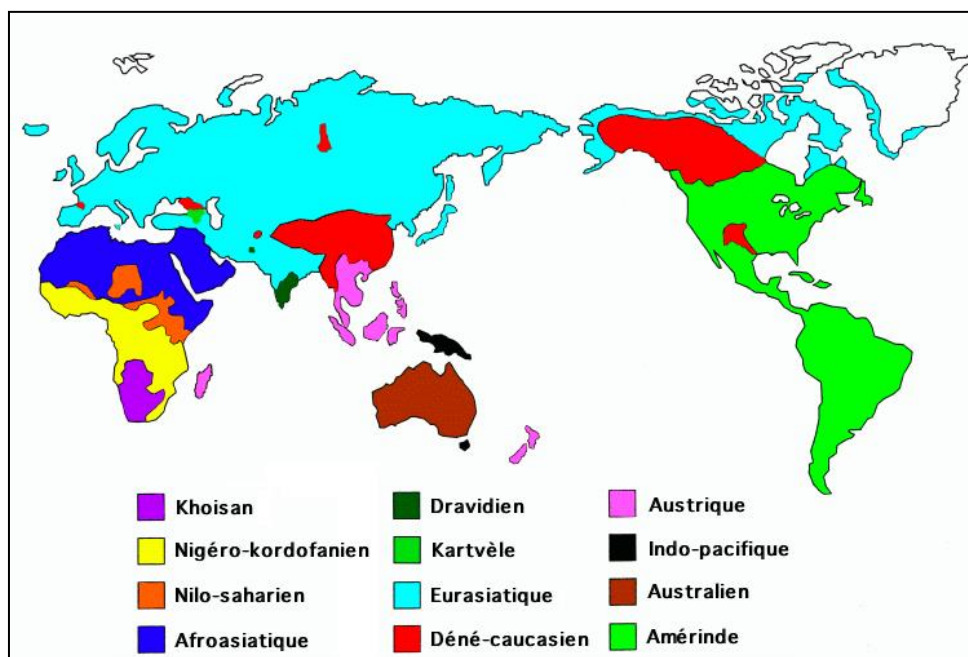 Khoisan
Nigéro-kordofanien
Nilo-saharien
Afroasiatique
Dravidien
Kartvèle
Eurasiatique
Déné-caucasien
Austrique
Indo-pacifique
Australien
Amérinde